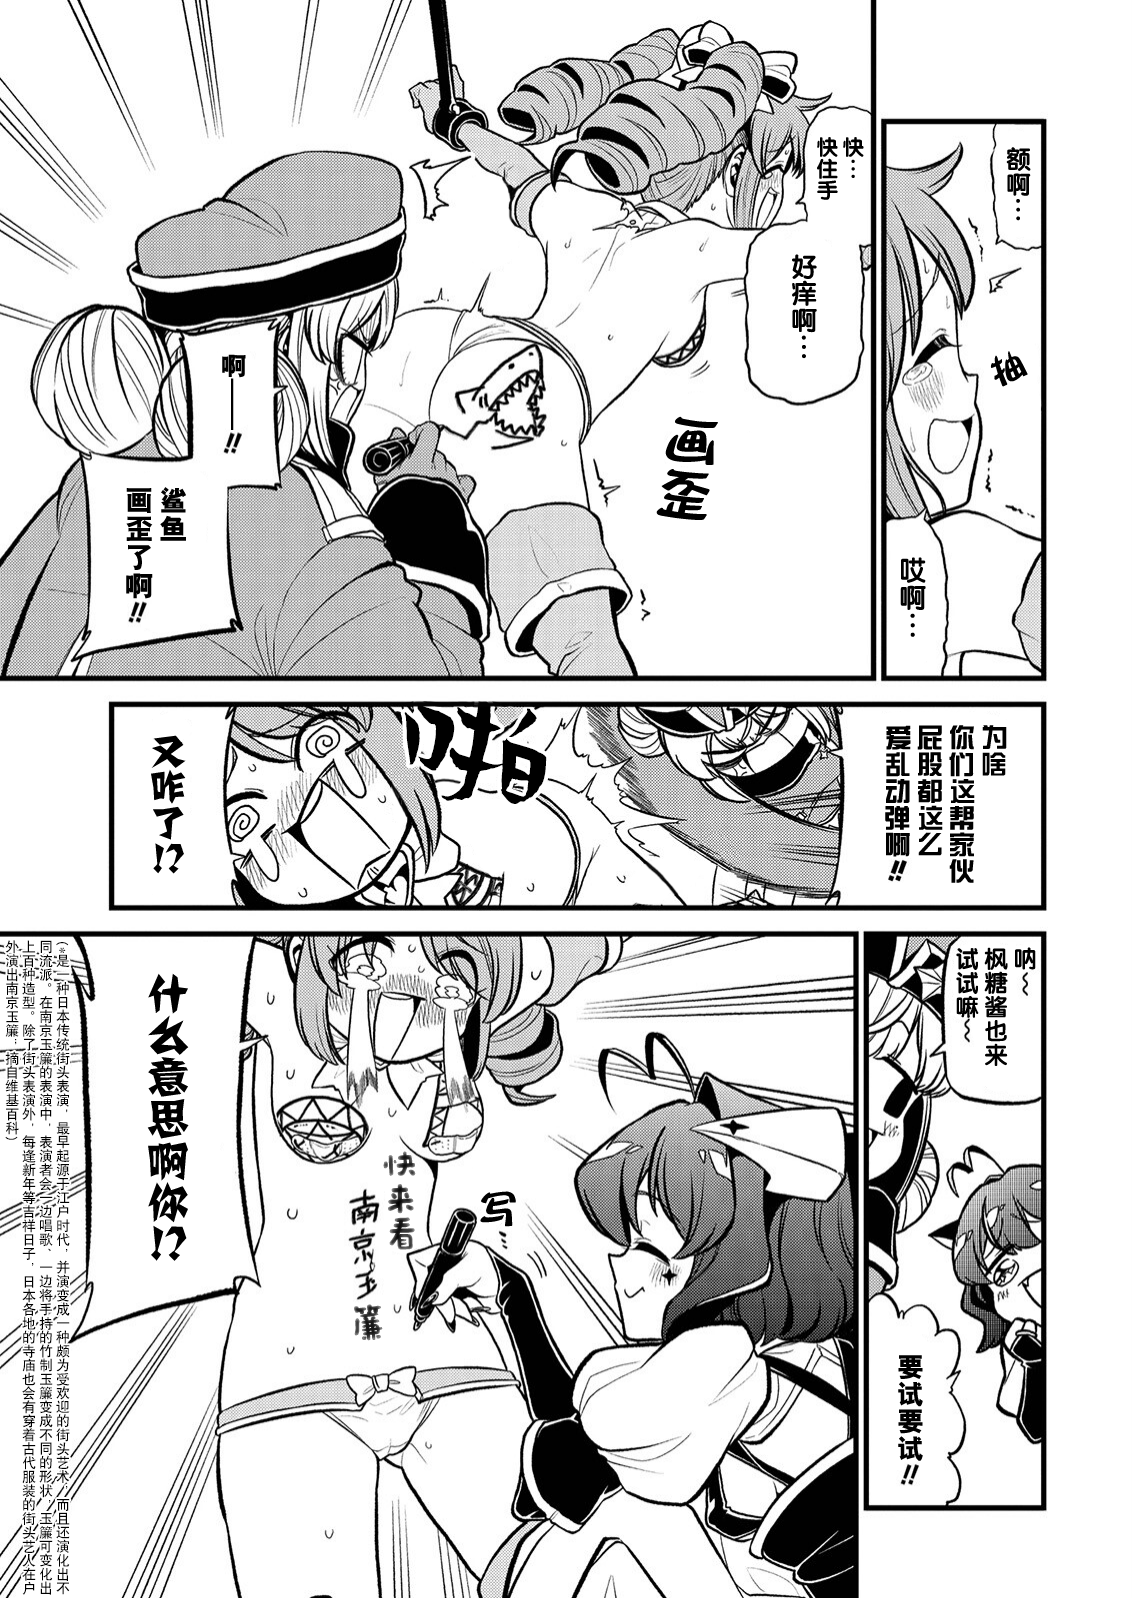 额啊…
抽
哎啊…
快…
快住手
好痒啊…
画歪
啊——!!
鲨鱼
画歪了啊!!
为啥
你们这帮家伙
屁股都这么
爱乱动弹啊!!
啪
又咋了!?
呐～
枫糖酱也来
试试嘛～
要试要试!!
写…
快来看
南京玉簾
什么意思啊你!?
(*是一种日本传统街头表演，最早起源于江户时代，并演变成一种颇为受欢迎的街头艺术，而且还演化出不
同流派。在南京玉簾的表演中，表演者会一边唱歌、一边将手持的竹制玉簾变成不同的形状，玉簾可变化出
上百种造型。除了街头表演外，每逢新年等吉祥日子，日本各地的寺庙也会有穿着古代服装的街头艺人在户
外演出南京玉簾；摘自维基百科)